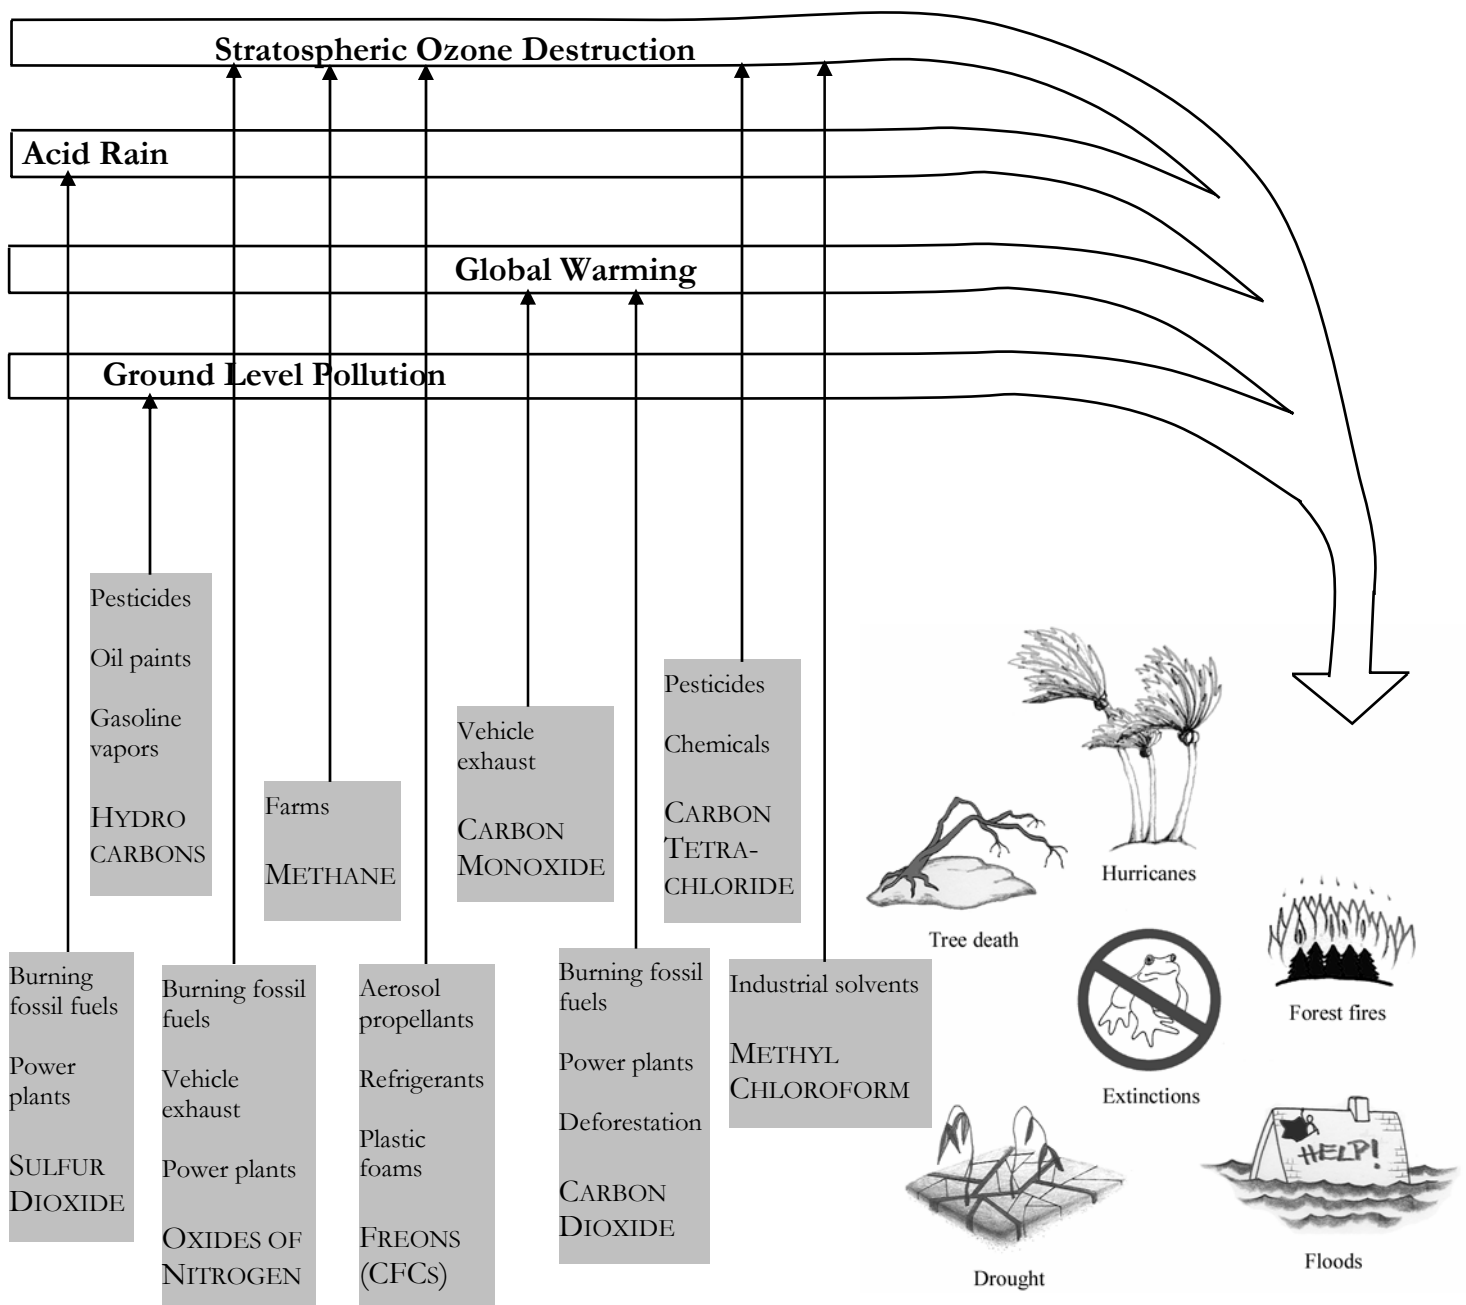 Stratospheric Ozone Destruction
Acid Rain
Global Warming
Ground Level Pollution
Pesticides
Oil paints
Gasoline
vapors
HYDRO
CARBONS
Farms
METHANE
Vehicle
exhaust
CARBON
MONOXIDE
Pesticides
Chemicals
CARBON
TETRA-
CHLORIDE
Burning
fossil fuels
Power
plants
SULFUR
DIOXIDE
Burning fossil
fuels
Vehicle
exhaust
Power plants
OXIDES OF
NITROGEN
Aerosol
propellants
Refrigerants
Plastic
foams
FREONS
(CFCS)
Burning fossil
fuels
Power plants
Deforestation
CARBON
DIOXIDE
Industrial solvents
METHYL
CHLOROFORM
Hurricanes
Tree death
Forest fires
Extinctions
HELP!
Floods
Drought